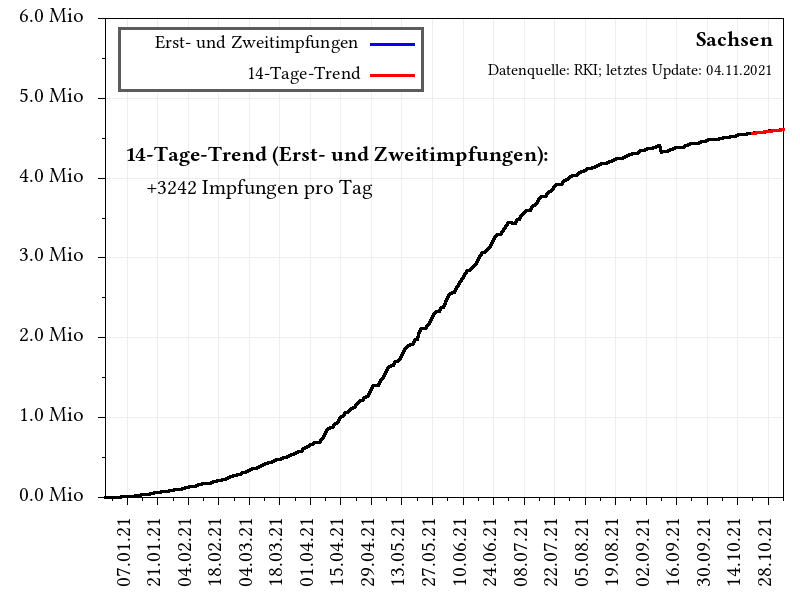 6.0 Mio
5.0 Mio
4.0 Mio
3.0 Mio
2.0 Mio
1.0 Mio
0.0 Mio
Erst- und Zweitimpfungen
14-Tage-Trend
Sachsen
Datenquelle: RKI; letztes Update: 04.11.2021
14-Tage-Trend (Erst- und Zweitimpfungen):
+3242 Impfungen pro Tag
07.01.21
21.01.21
04.02.21
18.02.21
04.03.21
18.03.21
01.04.21
15.04.21
29.04.21
13.05.21
27.05.21
10.06.21
24.06.21
08.07.21
22.07.21
05.08.21
19.08.21
02.09.21
16.09.21
30.09.21
14.10.21
28.10.21